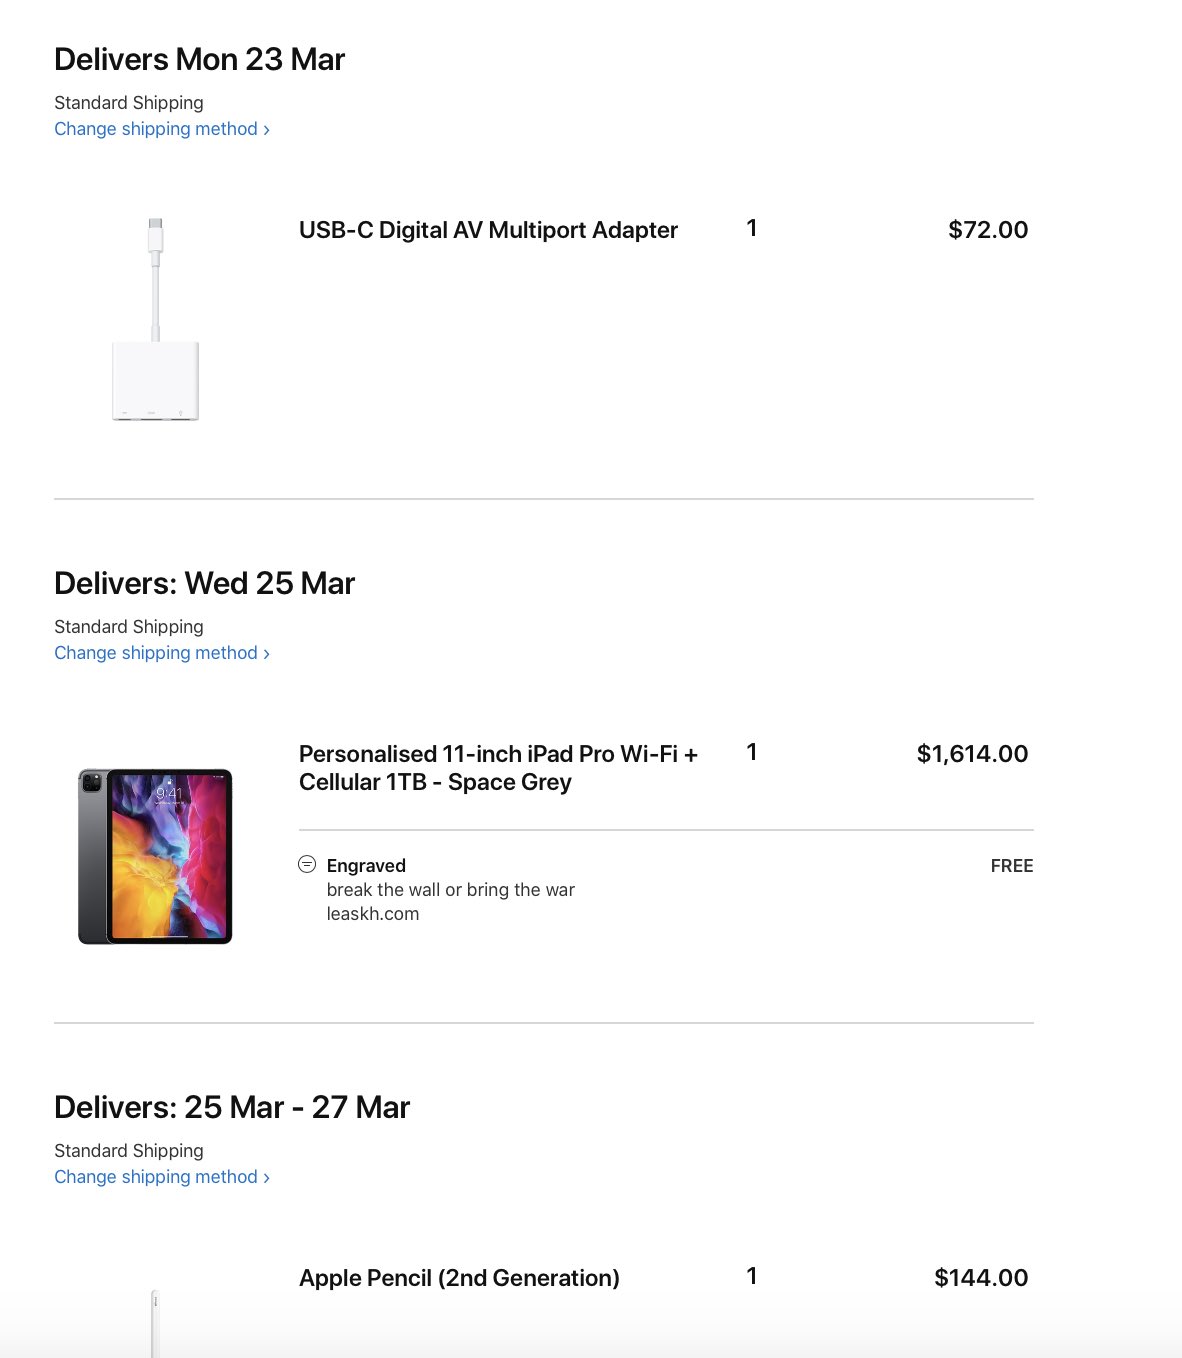 Delivers Mon 23 Mar
Standard Shipping
Change shipping method ›
USB-C Digital AV Multiport Adapter 1 $72.00
Delivers: Wed 25 Mar
Standard Shipping
Change shipping method ›
Personalised 11-inch iPad Pro Wi-Fi + 1 $1,614.00
Cellular 1TB - Space Grey
9:41
Engraved FREE
break the wall or bring the war
leaskh.com
Delivers: 25 Mar - 27 Mar
Standard Shipping
Change shipping method ›
Apple Pencil (2nd Generation) 1 $144.00